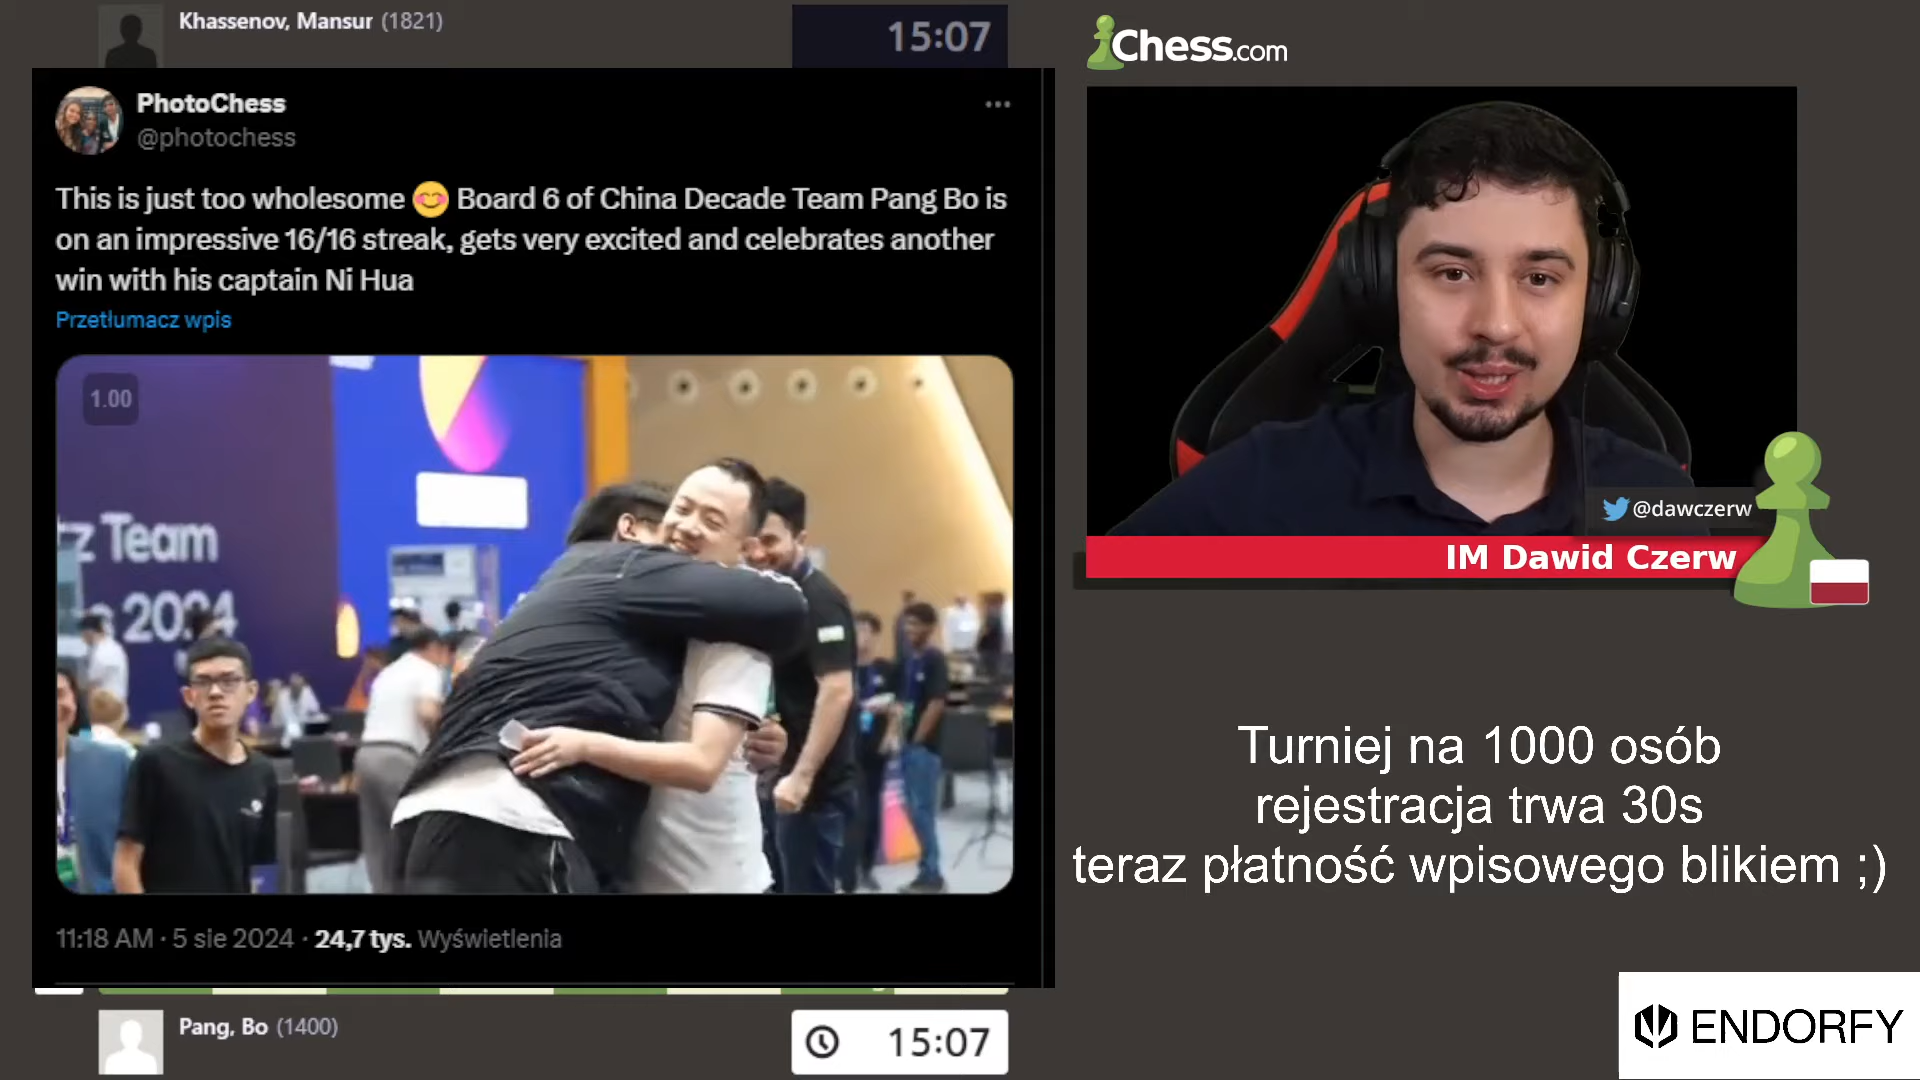 Khassenov, Mansur (1821)
15:07
Chess.com
PhotoChess
@photochess
This is just too wholesome 😊 Board 6 of China Decade Team Pang Bo is
on an impressive 16/16 streak, gets very excited and celebrates another
win with his captain Ni Hua
Przetłumacz wpis
1.00
z Team
2024
11:18 AM · 5 sie 2024 · 24,7 tys. Wyświetlenia
@dawczerw
IM Dawid Czerw
Turniej na 1000 osób
rejestracja trwa 30s
teraz płatność wpisowego blikiem ;)
Pang, Bo (1400)
15:07
ENDORFY